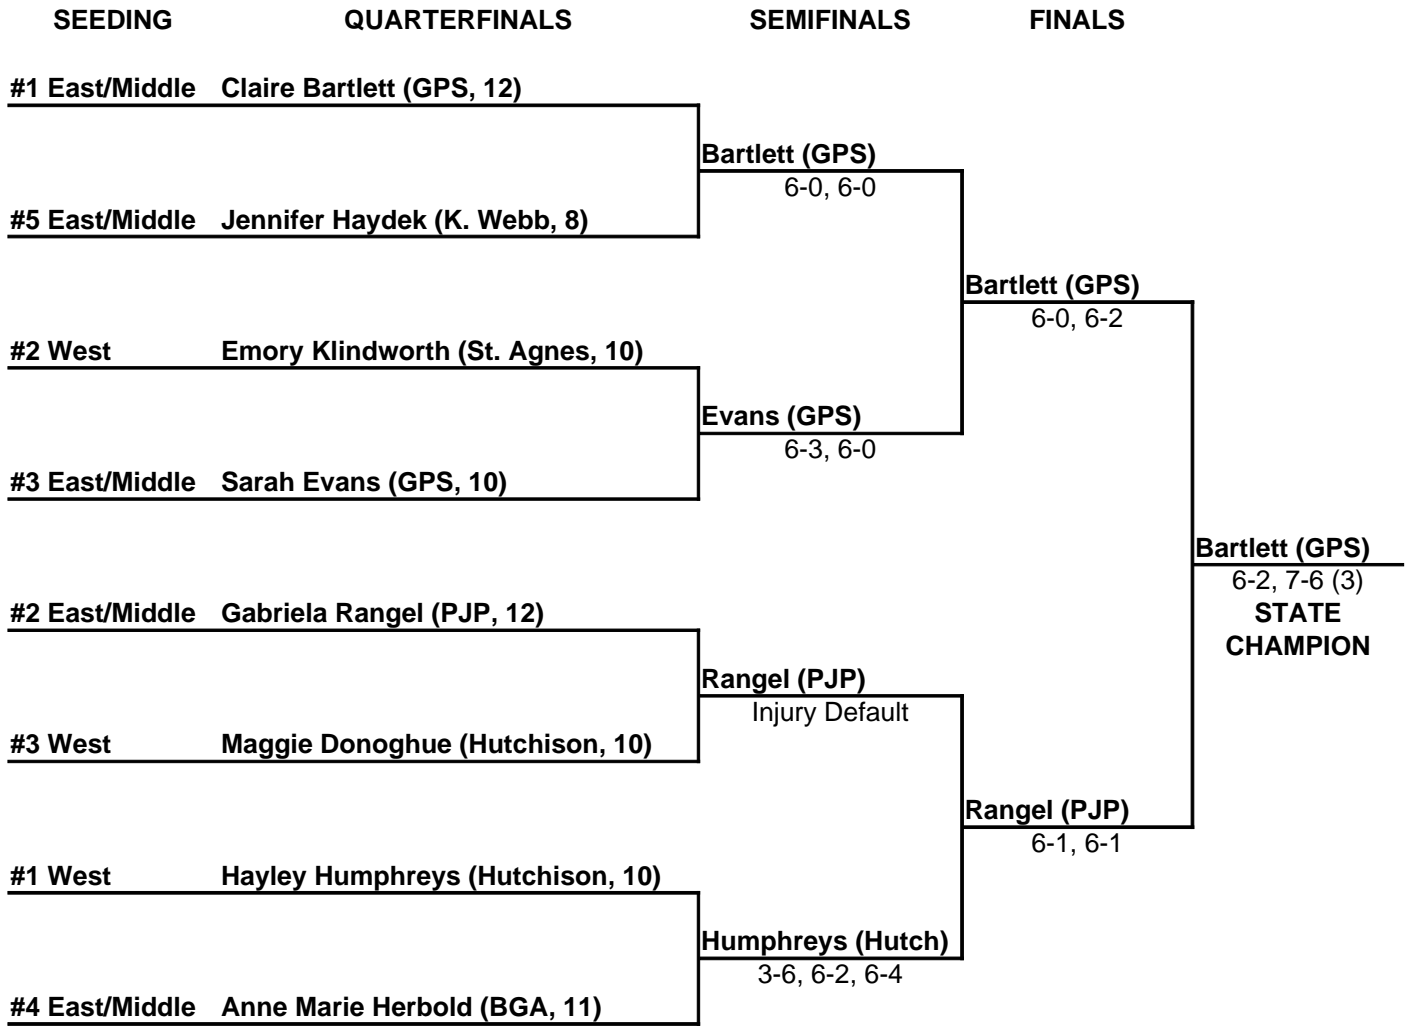 SEEDING QUARTERFINALS SEMIFINALS FINALS
#1 East/Middle Claire Bartlett (GPS, 12)
Bartlett (GPS)
6-0, 6-0
#5 East/Middle Jennifer Haydek (K. Webb, 8)
Bartlett (GPS)
6-0, 6-2
#2 West Emory Klindworth (St. Agnes, 10)
Evans (GPS)
6-3, 6-0
#3 East/Middle Sarah Evans (GPS, 10)
Bartlett (GPS)
6-2, 7-6 (3)
STATE
CHAMPION
#2 East/Middle Gabriela Rangel (PJP, 12)
Rangel (PJP)
Injury Default
#3 West Maggie Donoghue (Hutchison, 10)
Rangel (PJP)
6-1, 6-1
#1 West Hayley Humphreys (Hutchison, 10)
Humphreys (Hutch)
3-6, 6-2, 6-4
#4 East/Middle Anne Marie Herbold (BGA, 11)